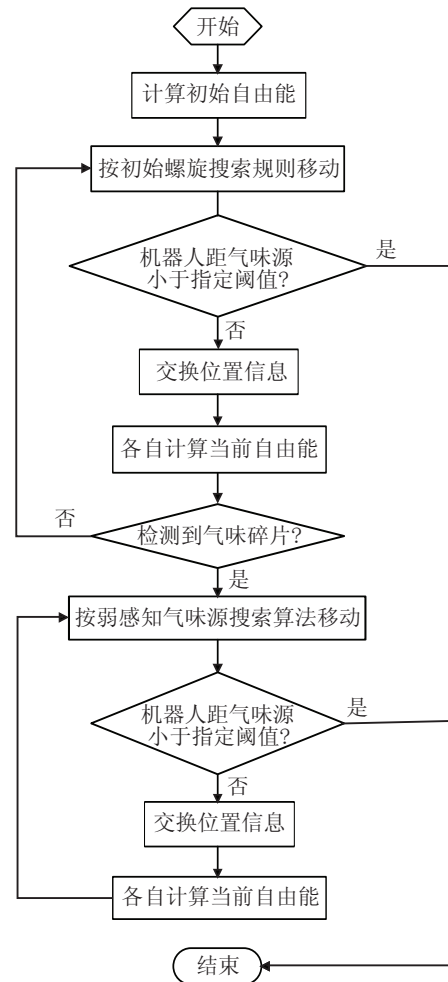 开始
计算初始自由能
按初始螺旋搜索规则移动
机器人距气味源
小于指定阈值?
是
否
交换位置信息
各自计算当前自由能
否
检测到气味碎片?
是
按弱感知气味源搜索算法移动
机器人距气味源
小于指定阈值?
是
否
交换位置信息
各自计算当前自由能
结束